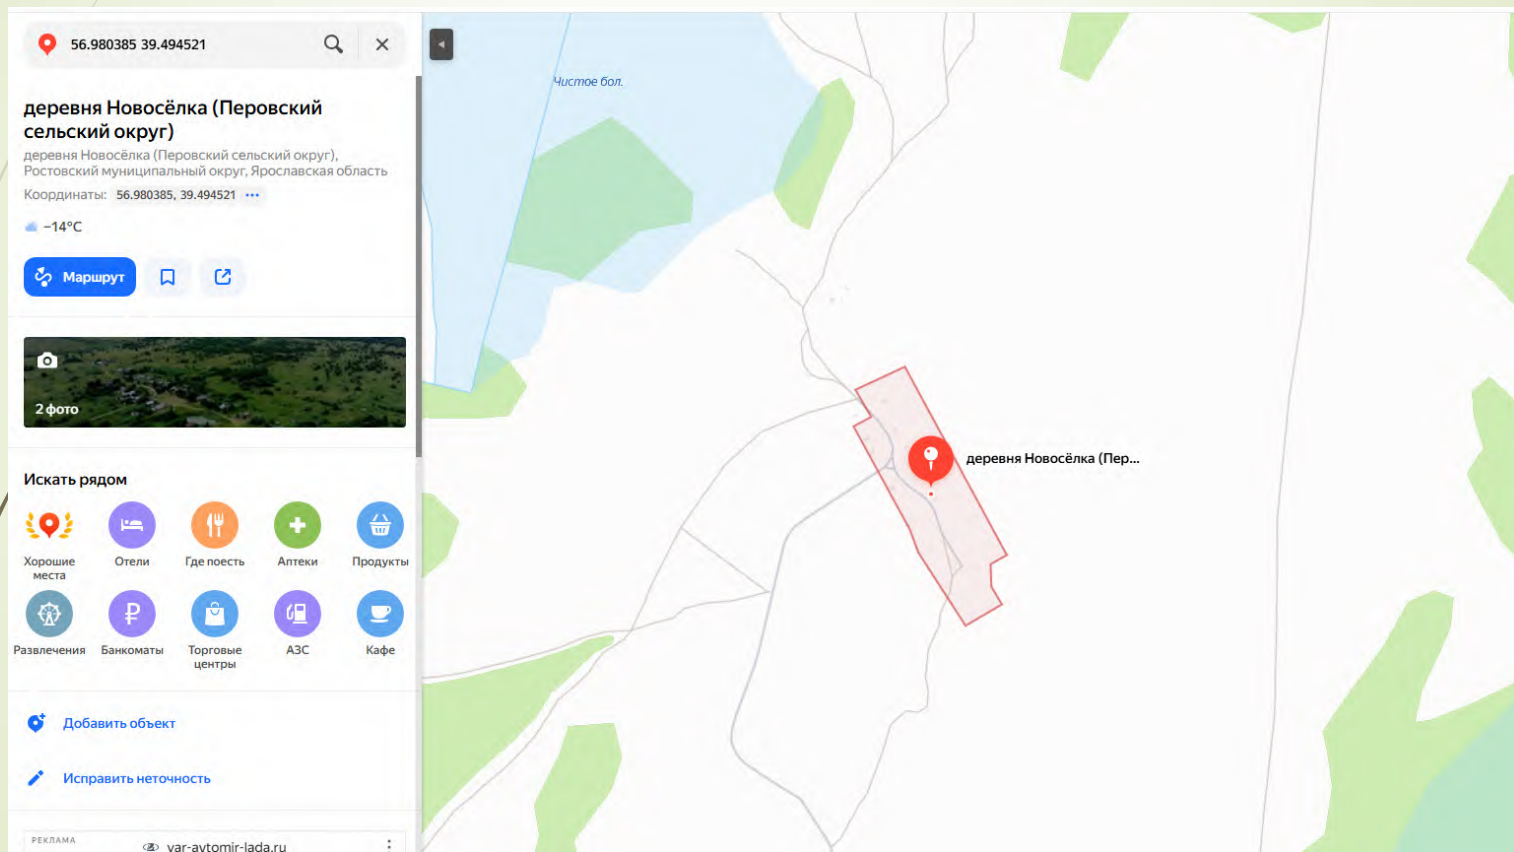 56.980385 39.494521
деревня Новосёлка (Перовский
сельский округ)
деревня Новосёлка (Перовский сельский округ),
Ростовский муниципальный округ, Ярославская область
Координаты: 56.980385, 39.494521 •••
−14°C
Маршрут
2 фото
Искать рядом
Хорошие места
Отели
Где поесть
Аптеки
Продукты
Развлечения
Банкоматы
Торговые центры
АЗС
Кафе
Добавить объект
Исправить неточность
РЕКЛАМА
yar-avtomir-lada.ru
Чистое бол.
деревня Новосёлка (Пер...